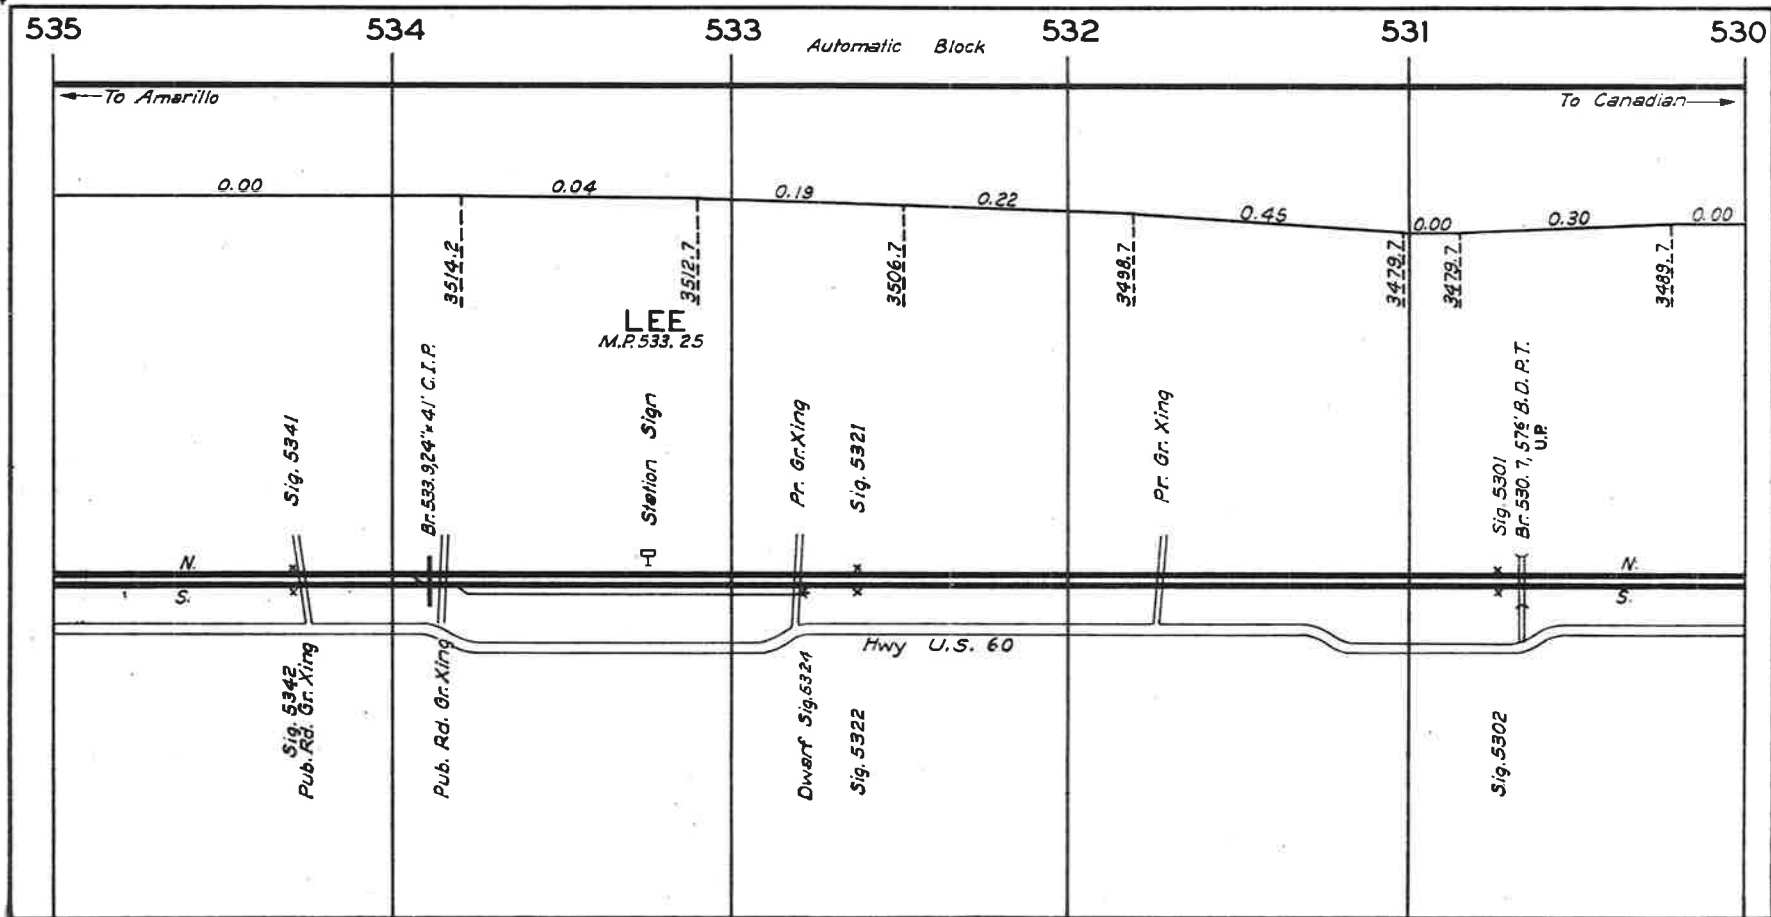 535 534 533 532 531 530
Automatic Block
To Amarillo
To Canadian
0.00 0.04 0.19 0.22 0.45 0.00 0.30 0.00
3514.2
3512.7
3506.7
3498.7
3479.7
3479.7
3489.7
LEE
M.P. 533.25
Sig. 5341
Br. 533.9, 24" x 41' C.I.P.
Station Sign
Pr. Gr. Xing
Sig. 5321
Pr. Gr. Xing
Sig. 5301
Br. 530.7, 576' B.D.P.T.
U.P.
N.
N.
S.
S.
Hwy U.S. 60
Sig. 5342
Pub. Rd. Gr. Xing
Pub. Rd. Gr. Xing
Dwarf Sig. 5324
Sig. 5322
Sig. 5302